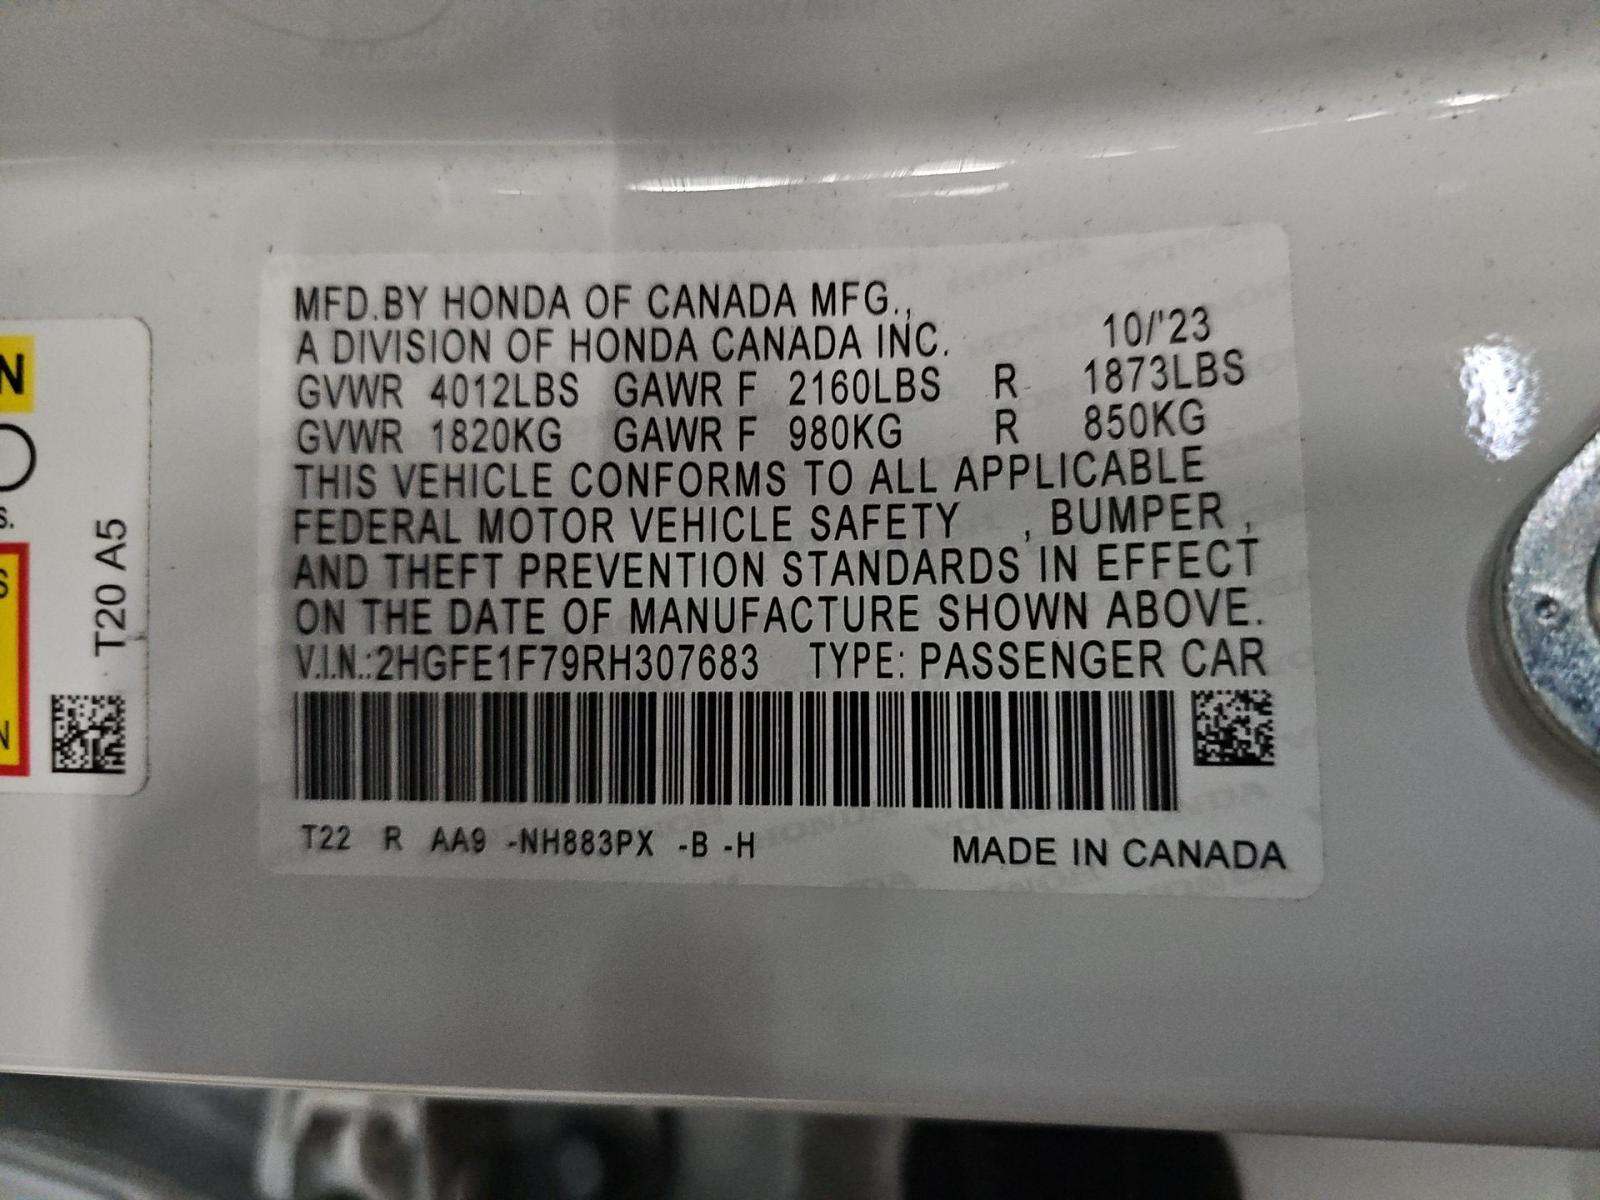 MFD.BY HONDA OF CANADA MFG.,
A DIVISION OF HONDA CANADA INC. 10/'23
GVWR 4012LBS GAWR F 2160LBS R 1873LBS
GVWR 1820KG GAWR F 980KG R 850KG
THIS VEHICLE CONFORMS TO ALL APPLICABLE
FEDERAL MOTOR VEHICLE SAFETY , BUMPER ,
AND THEFT PREVENTION STANDARDS IN EFFECT
ON THE DATE OF MANUFACTURE SHOWN ABOVE.
V.I.N.:2HGFE1F79RH307683 TYPE: PASSENGER CAR
T22 R AA9 -NH883PX -B -H MADE IN CANADA
T20 A5